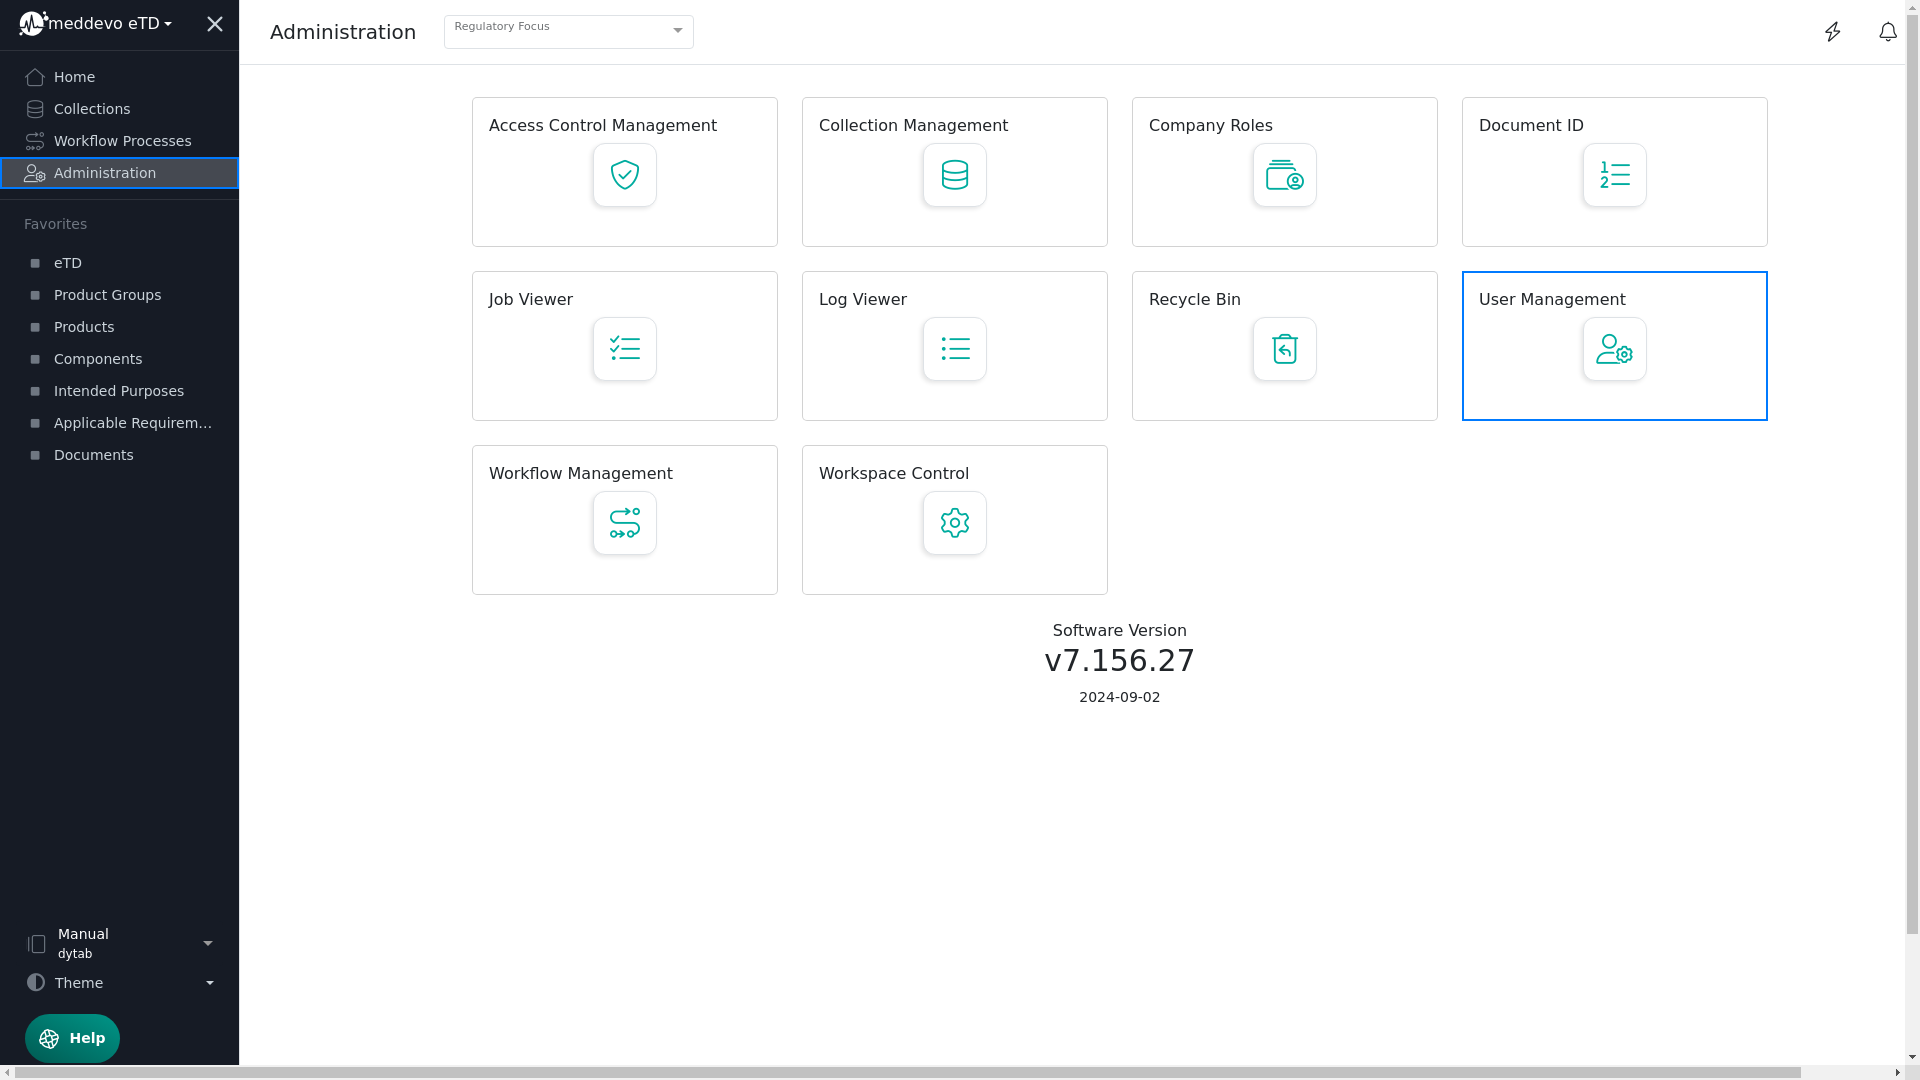 meddevo eTD
Home
Collections
Workflow Processes
Administration
Favorites
eTD
Product Groups
Products
Components
Intended Purposes
Applicable Requirem...
Documents
Manual
dytab
Theme
Help
Administration
Regulatory Focus
Access Control Management
Collection Management
Company Roles
Document ID
1
2
Job Viewer
Log Viewer
Recycle Bin
User Management
Workflow Management
Workspace Control
Software Version
v7.156.27
2024-09-02